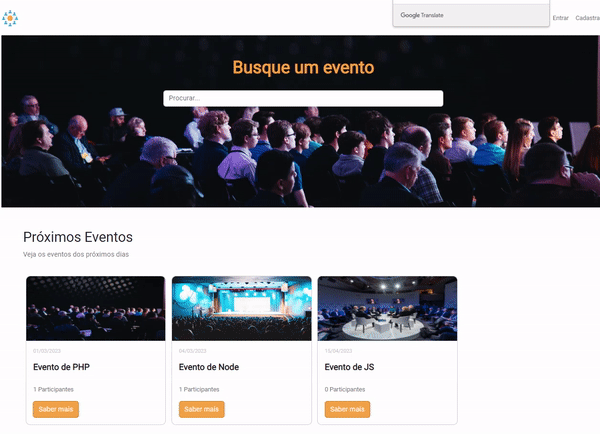 Google Translate
Entrar
Cadastra
Busque um evento
Procurar...
Próximos Eventos
Veja os eventos dos próximos dias
01/03/2023
Evento de PHP
1 Participantes
Saber mais
04/03/2023
Evento de Node
1 Participantes
Saber mais
15/04/2023
Evento de JS
0 Participantes
Saber mais